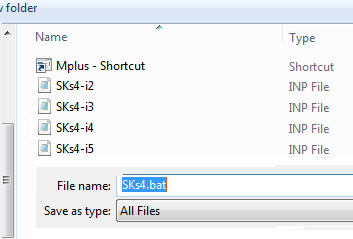 folder
Name Type
Mplus - Shortcut Shortcut
SKs4-i2 INP File
SKs4-i3 INP File
SKs4-i4 INP File
SKs4-i5 INP File
File name: SKs4.bat
Save as type: All Files